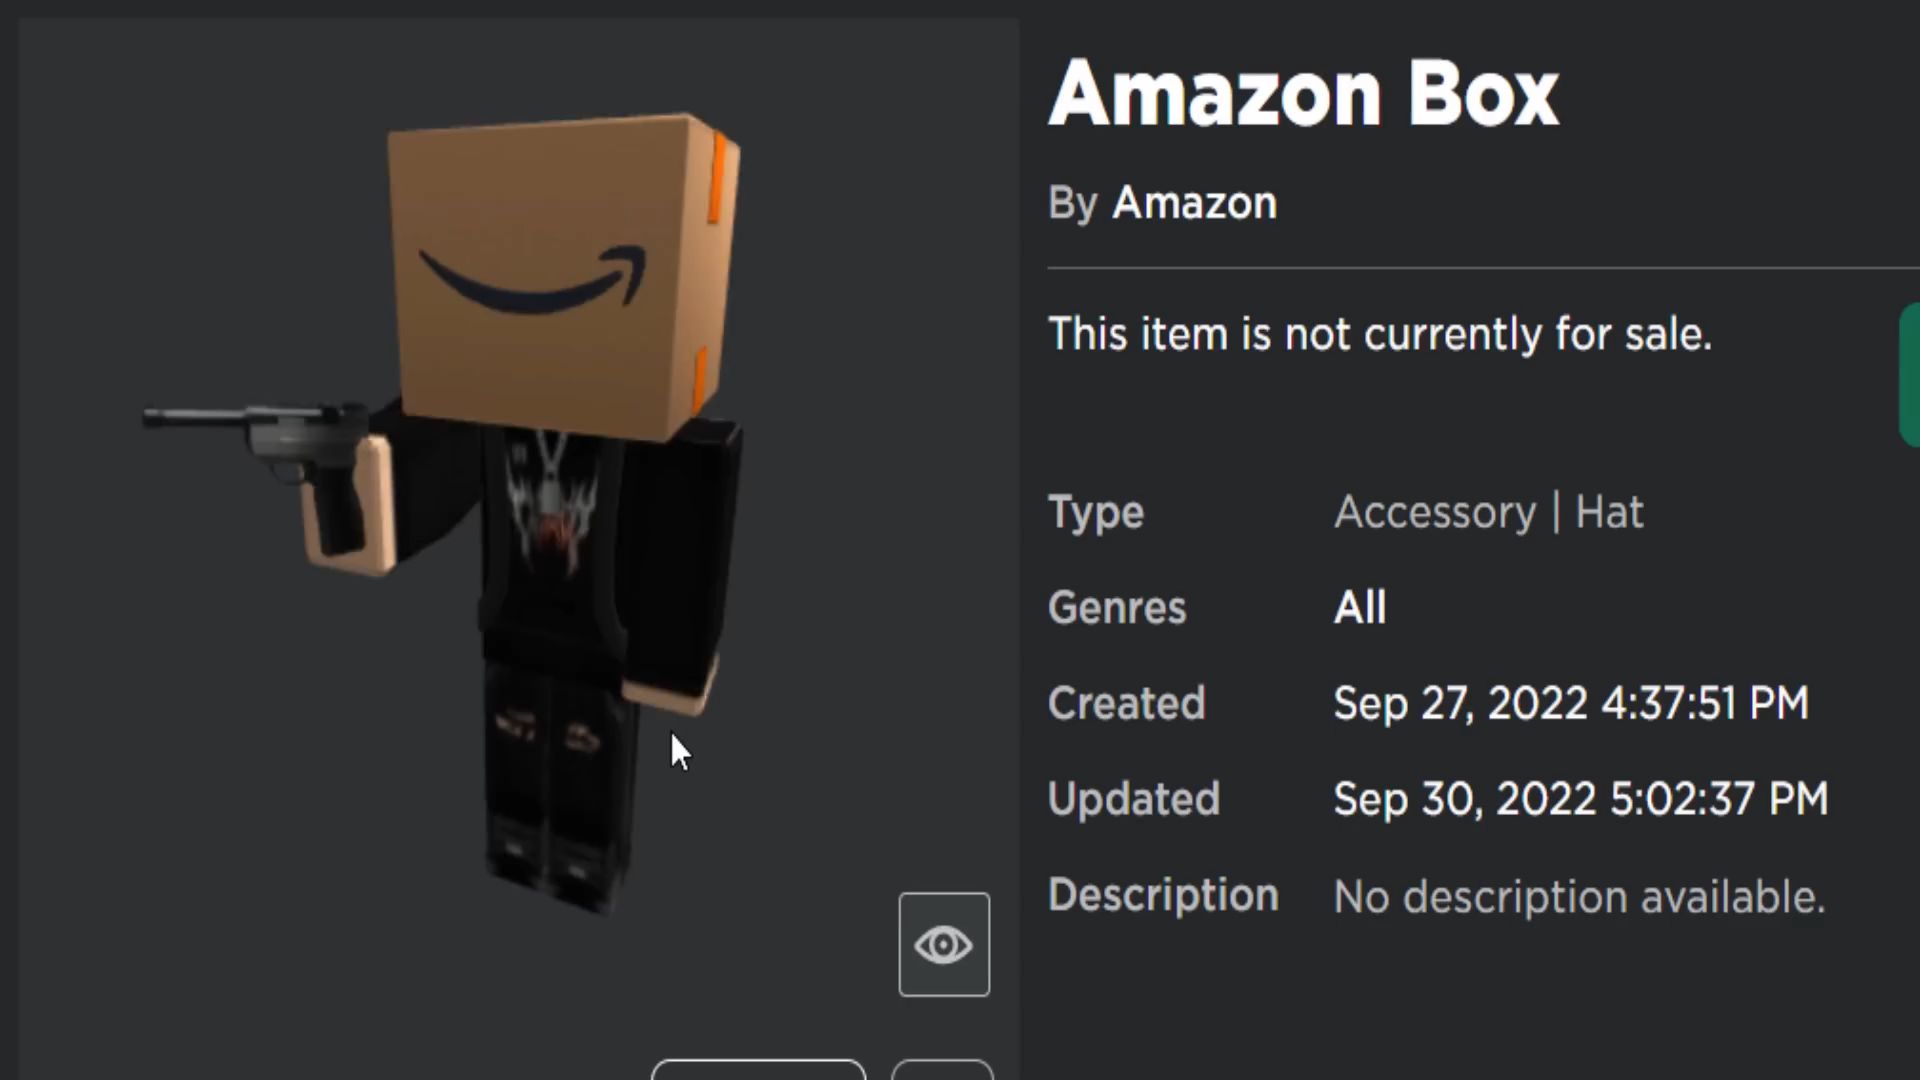 Amazon Box
By Amazon
This item is not currently for sale.
Type Accessory | Hat
Genres All
Created Sep 27, 2022 4:37:51 PM
Updated Sep 30, 2022 5:02:37 PM
Description No description available.